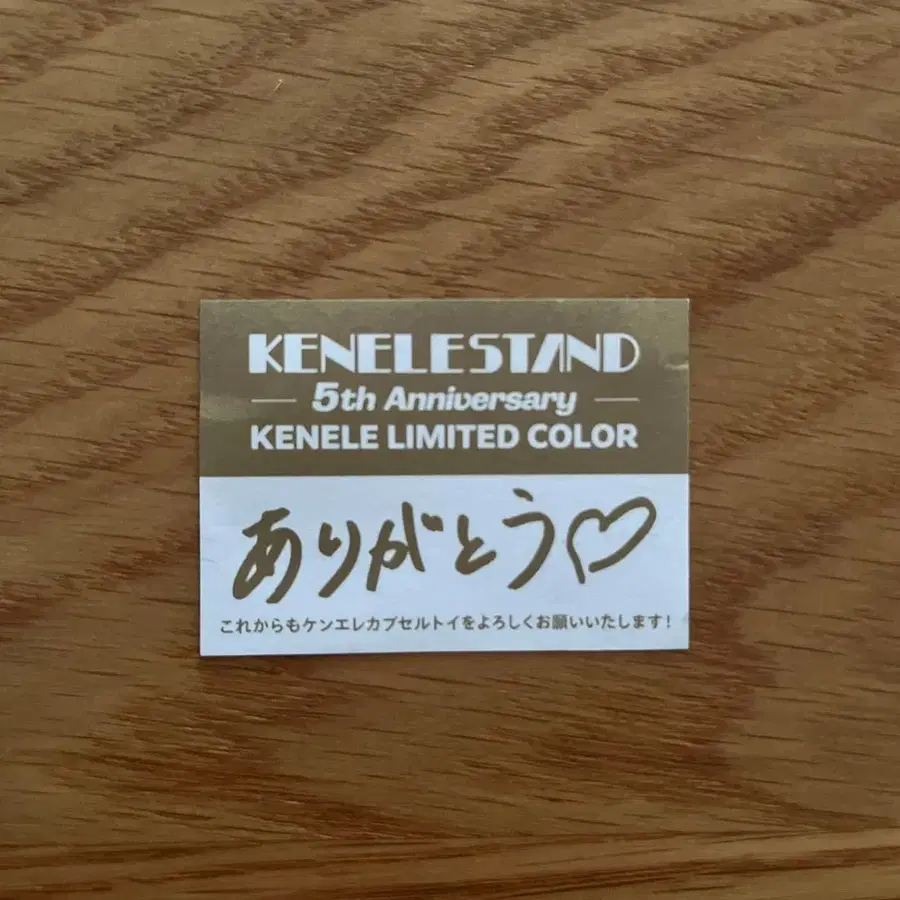 KENELESTAND
5th Anniversary
KENELE LIMITED COLOR
ありがとう♡
これからもケンエレカプセルトイをよろしくお願いいたします！